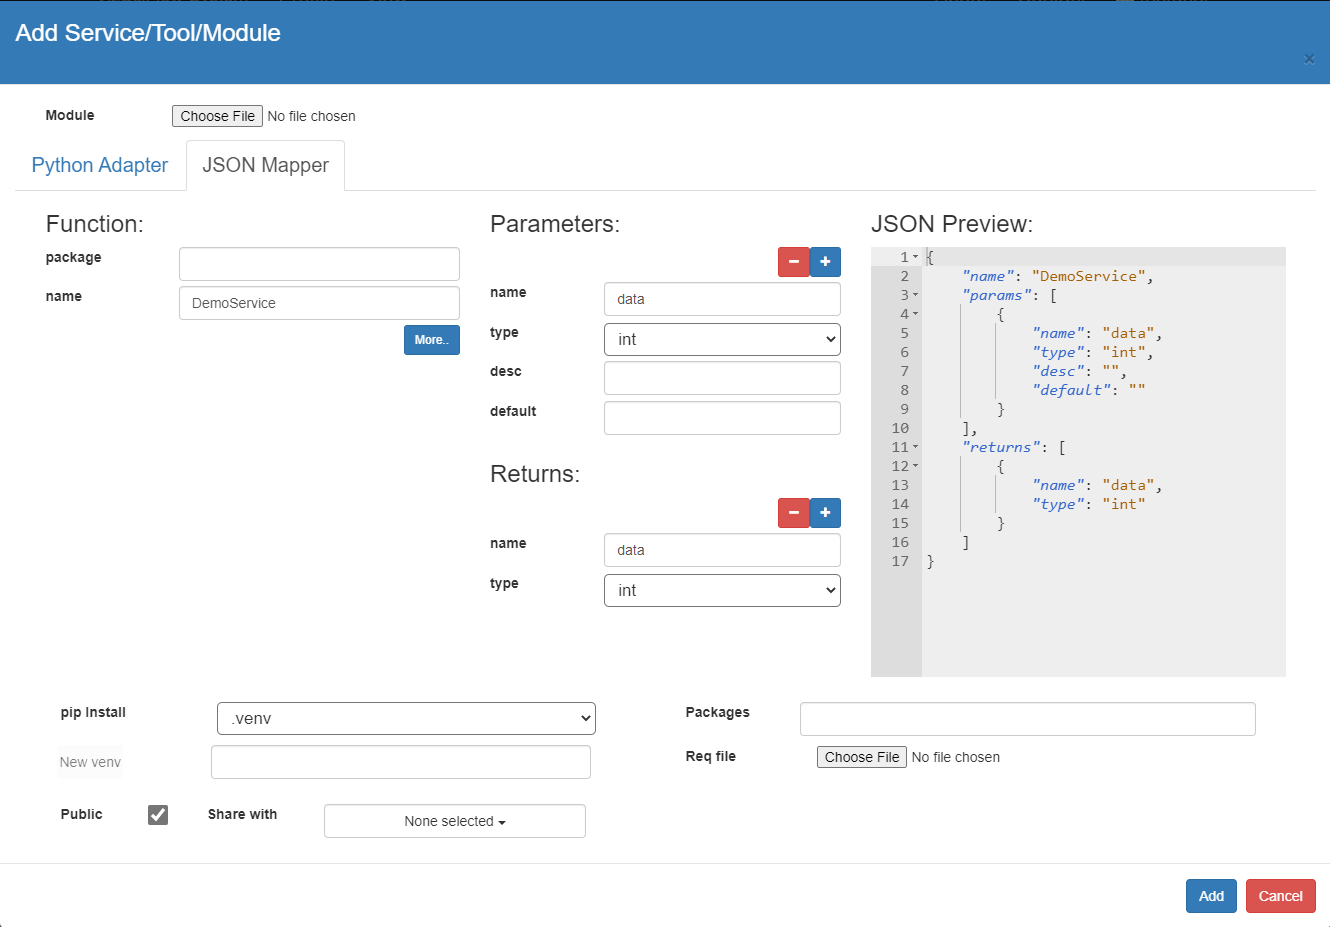 Add Service/Tool/Module
×
Module Choose File No file chosen
Python Adapter JSON Mapper
Function:
package
name DemoService
More..
Parameters:
− +
name data
type int
desc
default
Returns:
− +
name data
type int
JSON Preview:
1 {
2 "name": "DemoService",
3 "params": [
4 {
5 "name": "data",
6 "type": "int",
7 "desc": "",
8 "default": ""
9 }
10 ],
11 "returns": [
12 {
13 "name": "data",
14 "type": "int"
15 }
16 ]
17 }
pip Install .venv
Packages
New venv
Req file Choose File No file chosen
Public Share with None selected
Add Cancel